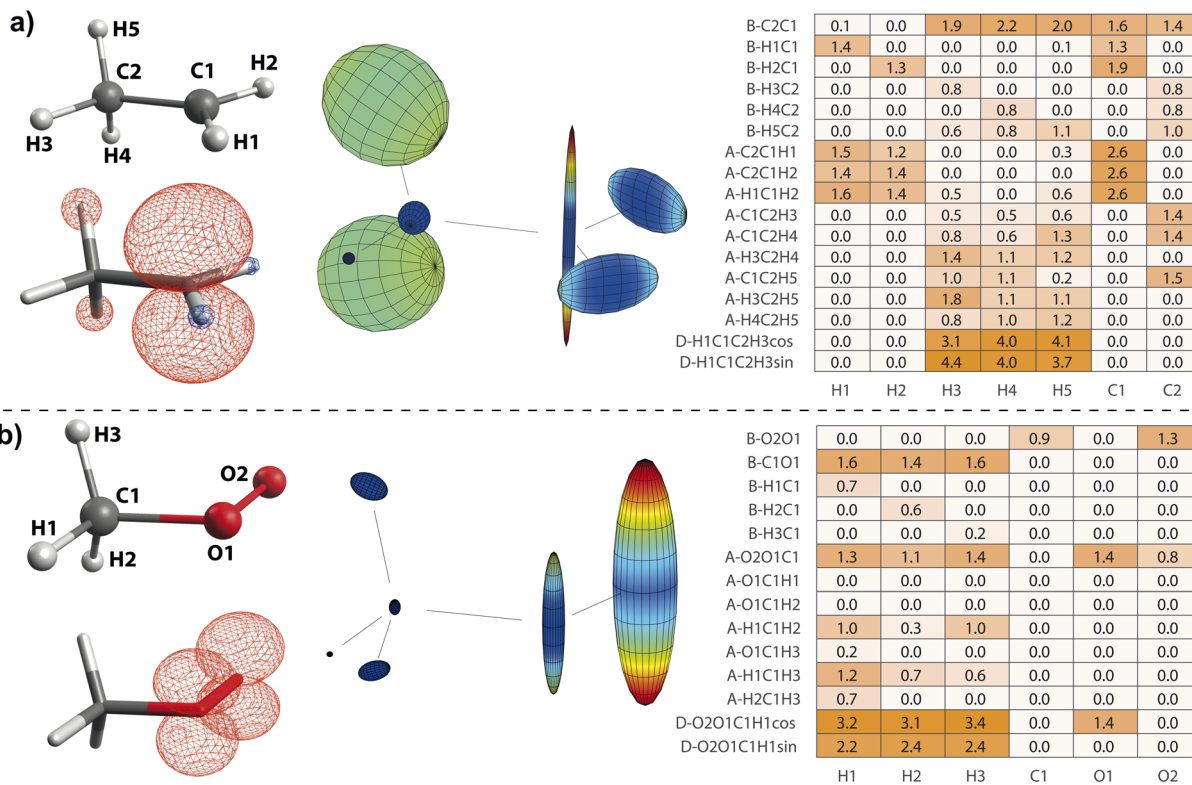 a)
H5
C2
C1
H2
H3
H4
H1
B-C2C1 0.1 0.0 1.9 2.2 2.0 1.6 1.4
B-H1C1 1.4 0.0 0.0 0.0 0.1 1.3 0.0
B-H2C1 0.0 1.3 0.0 0.0 0.0 1.9 0.0
B-H3C2 0.0 0.0 0.8 0.0 0.0 0.0 0.8
B-H4C2 0.0 0.0 0.0 0.8 0.0 0.0 0.8
B-H5C2 0.0 0.0 0.6 0.8 1.1 0.0 1.0
A-C2C1H1 1.5 1.2 0.0 0.0 0.3 2.6 0.0
A-C2C1H2 1.4 1.4 0.0 0.0 0.0 2.6 0.0
A-H1C1H2 1.6 1.4 0.5 0.0 0.6 2.6 0.0
A-C1C2H3 0.0 0.0 0.5 0.5 0.6 0.0 1.4
A-C1C2H4 0.0 0.0 0.8 0.6 1.3 0.0 1.4
A-H3C2H4 0.0 0.0 1.4 1.1 1.2 0.0 0.0
A-C1C2H5 0.0 0.0 1.0 1.1 0.2 0.0 1.5
A-H3C2H5 0.0 0.0 1.8 1.1 1.1 0.0 0.0
A-H4C2H5 0.0 0.0 0.8 1.0 1.2 0.0 0.0
D-H1C1C2H3cos 0.0 0.0 3.1 4.0 4.1 0.0 0.0
D-H1C1C2H3sin 0.0 0.0 4.4 4.0 3.7 0.0 0.0
H1 H2 H3 H4 H5 C1 C2
b)
H3
O2
C1
H1
H2
O1
B-O2O1 0.0 0.0 0.0 0.9 0.0 1.3
B-C1O1 1.6 1.4 1.6 0.0 0.0 0.0
B-H1C1 0.7 0.0 0.0 0.0 0.0 0.0
B-H2C1 0.0 0.6 0.0 0.0 0.0 0.0
B-H3C1 0.0 0.0 0.2 0.0 0.0 0.0
A-O2O1C1 1.3 1.1 1.4 0.0 1.4 0.8
A-O1C1H1 0.0 0.0 0.0 0.0 0.0 0.0
A-O1C1H2 0.0 0.0 0.0 0.0 0.0 0.0
A-H1C1H2 1.0 0.3 1.0 0.0 0.0 0.0
A-O1C1H3 0.2 0.0 0.0 0.0 0.0 0.0
A-H1C1H3 1.2 0.7 0.6 0.0 0.0 0.0
A-H2C1H3 0.7 0.0 0.0 0.0 0.0 0.0
D-O2O1C1H1cos 3.2 3.1 3.4 0.0 1.4 0.0
D-O2O1C1H1sin 2.2 2.4 2.4 0.0 0.0 0.0
H1 H2 H3 C1 O1 O2